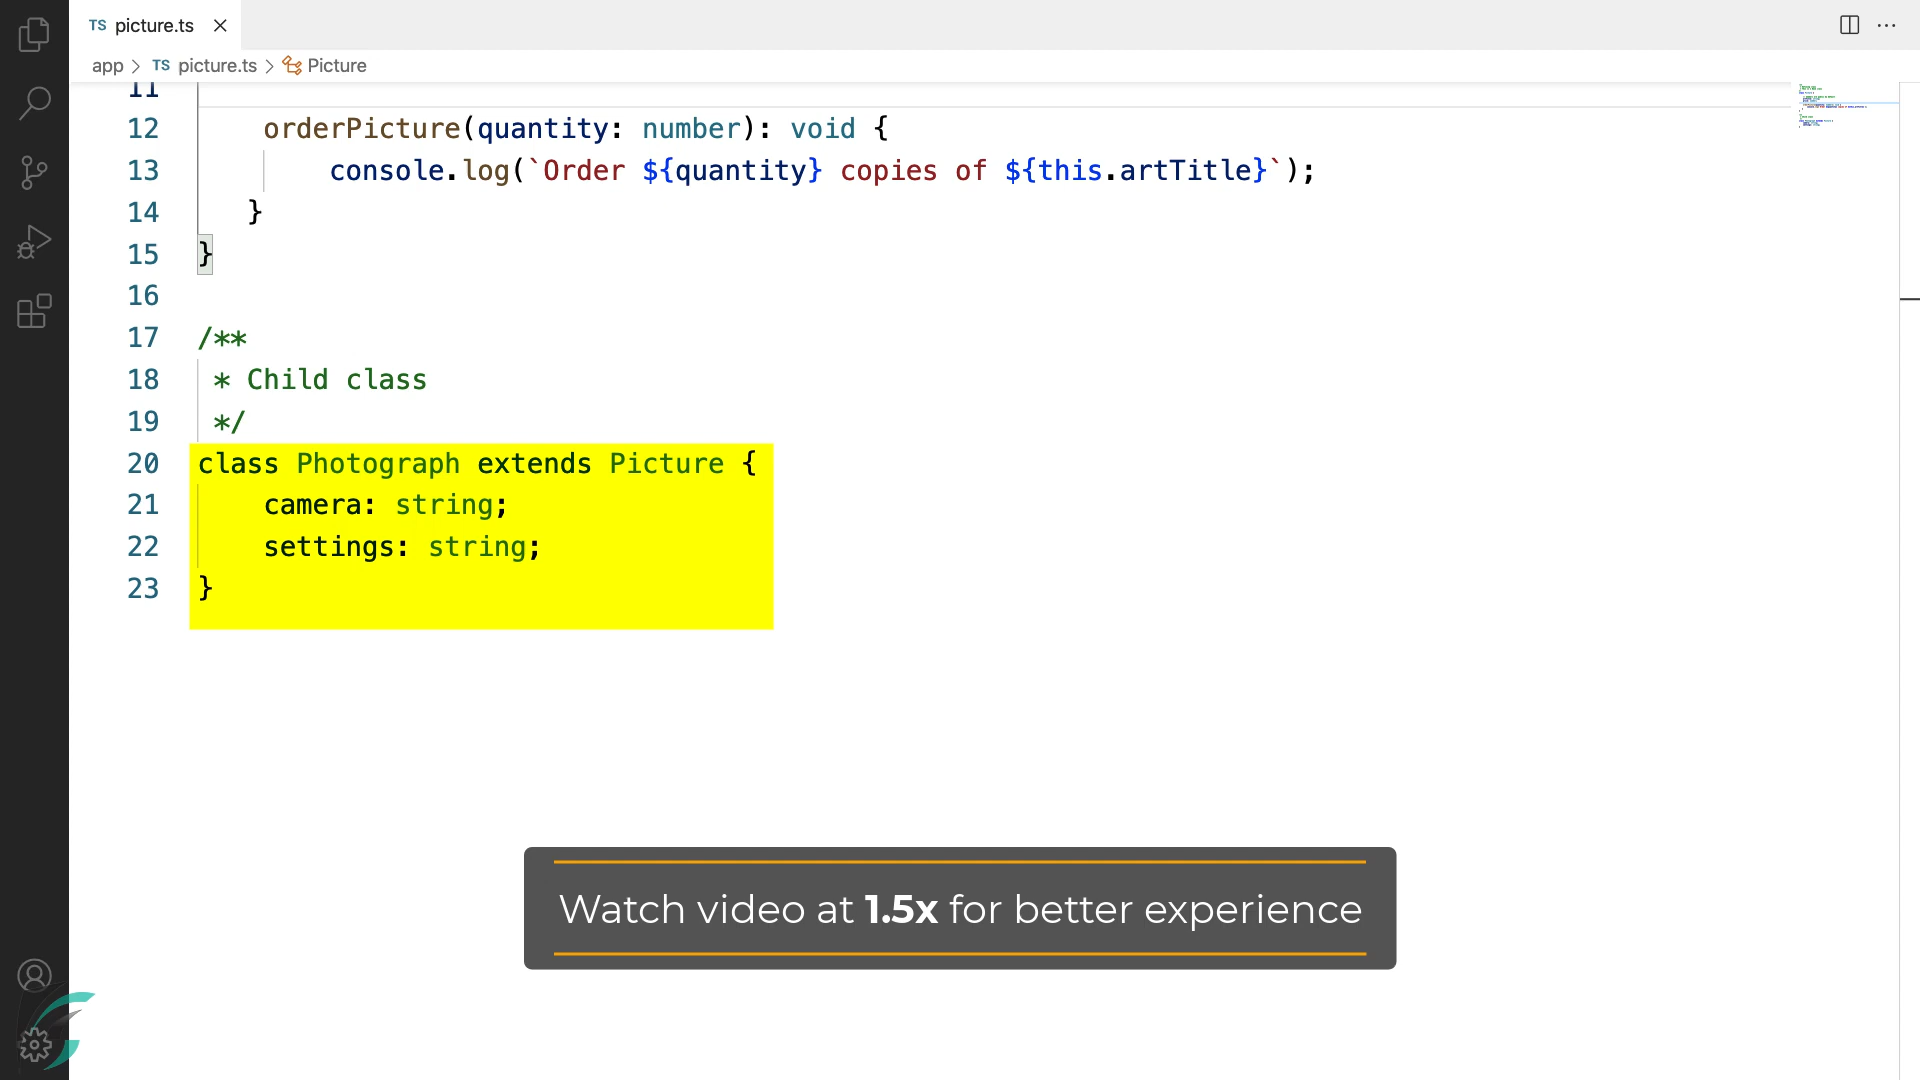 TS picture.ts
app > TS picture.ts > Picture
11
12 orderPicture(quantity: number): void {
13 console.log(`Order ${quantity} copies of ${this.artTitle}`);
14 }
15 }
16
17 /**
18 * Child class
19 */
20 class Photograph extends Picture {
21 camera: string;
22 settings: string;
23 }
Watch video at 1.5x for better experience